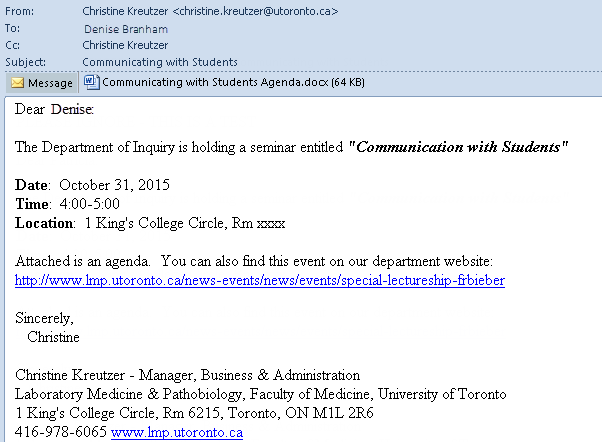 From: Christine Kreutzer <christine.kreutzer@utoronto.ca>
To: Denise Branham
Cc: Christine Kreutzer
Subject: Communicating with Students
Message Communicating with Students Agenda.docx (64 KB)
Dear Denise:
The Department of Inquiry is holding a seminar entitled "Communication with Students"
Date: October 31, 2015
Time: 4:00-5:00
Location: 1 King's College Circle, Rm xxxx
Attached is an agenda. You can also find this event on our department website:
http://www.lmp.utoronto.ca/news-events/news/events/special-lectureship-frbieber
Sincerely,
Christine
Christine Kreutzer - Manager, Business & Administration
Laboratory Medicine & Pathobiology, Faculty of Medicine, University of Toronto
1 King's College Circle, Rm 6215, Toronto, ON M1L 2R6
416-978-6065 www.lmp.utoronto.ca